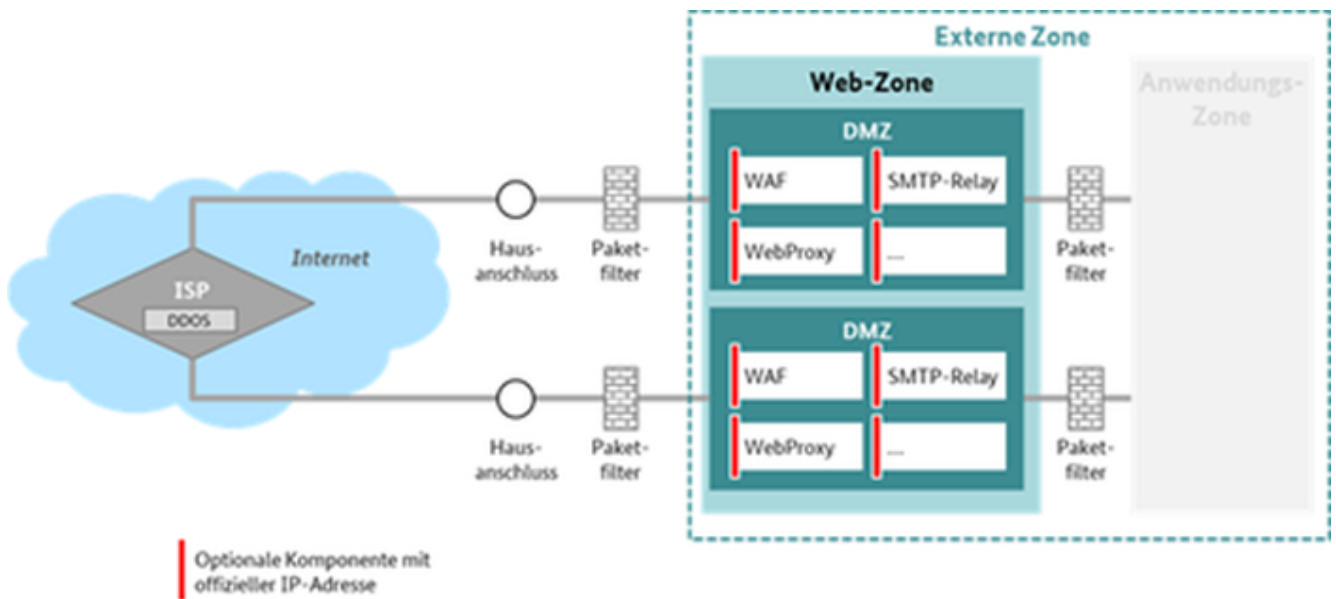 Externe Zone
Web-Zone
Anwendungs-
Zone
DMZ
WAF
SMTP-Relay
WebProxy
....
Internet
ISP
DDOS
Haus-
anschluss
Paket-
filter
Paket-
filter
DMZ
WAF
SMTP-Relay
WebProxy
....
Haus-
anschluss
Paket-
filter
Paket-
filter
Optionale Komponente mit
offizieller IP-Adresse